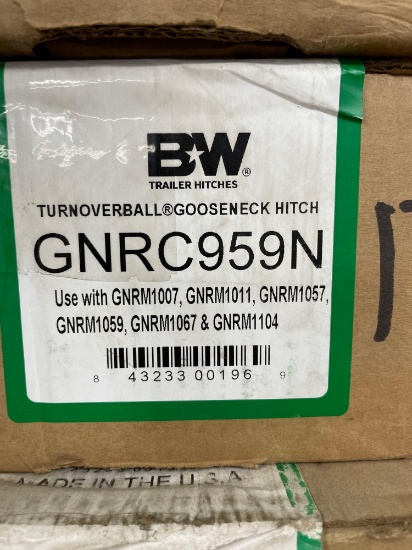 B★W®
TRAILER HITCHES
TURNOVERBALL®GOOSENECK HITCH
GNRC959N
Use with GNRM1007, GNRM1011, GNRM1057,
GNRM1059, GNRM1067 & GNRM1104
8 43233 00196 9
MADE IN THE U.S.A